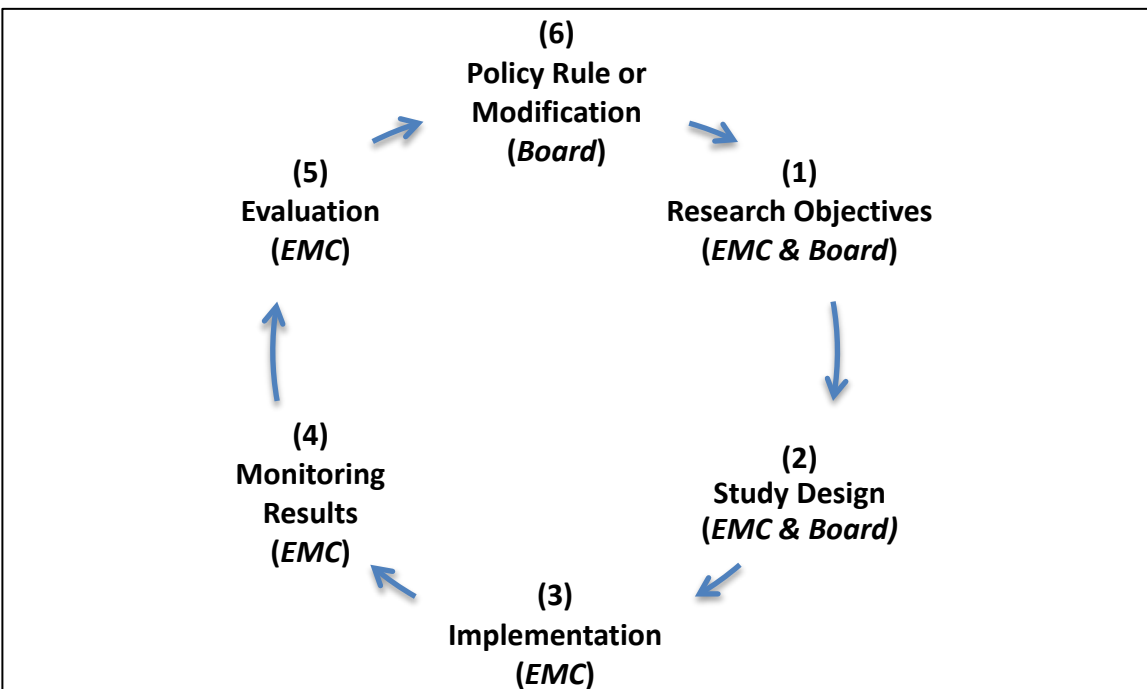 (6)
Policy Rule or
Modification
(Board)
(1)
Research Objectives
(EMC & Board)
(2)
Study Design
(EMC & Board)
(3)
Implementation
(EMC)
(4)
Monitoring
Results
(EMC)
(5)
Evaluation
(EMC)